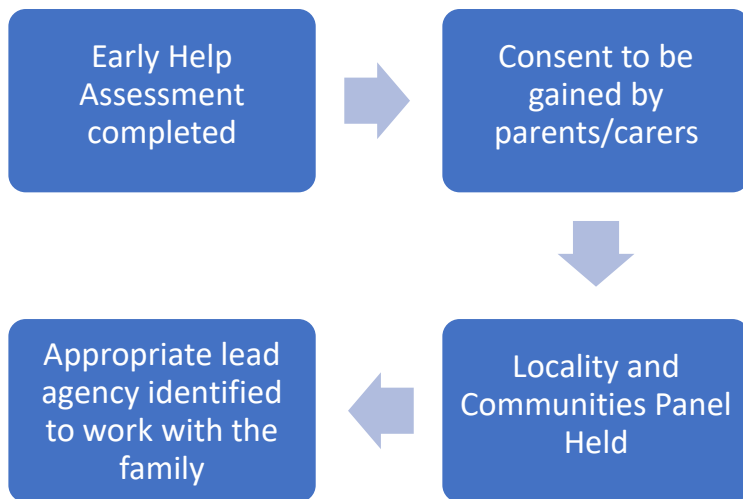 Early Help
Assessment
completed
Consent to be
gained by
parents/carers
Locality and
Communities Panel
Held
Appropriate lead
agency identified
to work with the
family